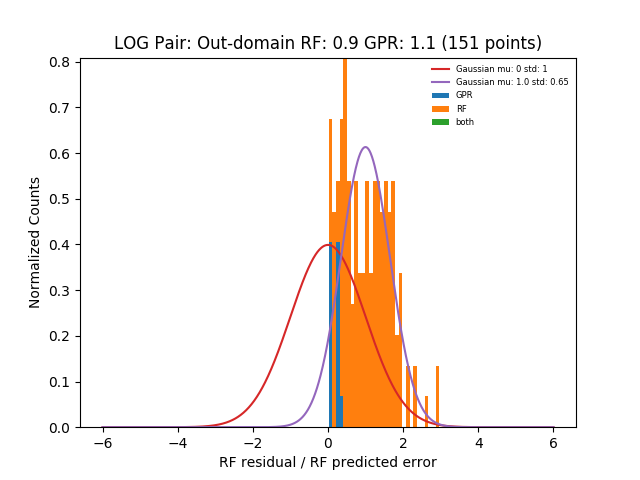 LOG Pair: Out-domain RF: 0.9 GPR: 1.1 (151 points)
Gaussian mu: 0 std: 1
Gaussian mu: 1.0 std: 0.65
GPR
RF
both
Normalized Counts
0.8
0.7
0.6
0.5
0.4
0.3
0.2
0.1
0.0
−6 −4 −2 0 2 4 6
RF residual / RF predicted error